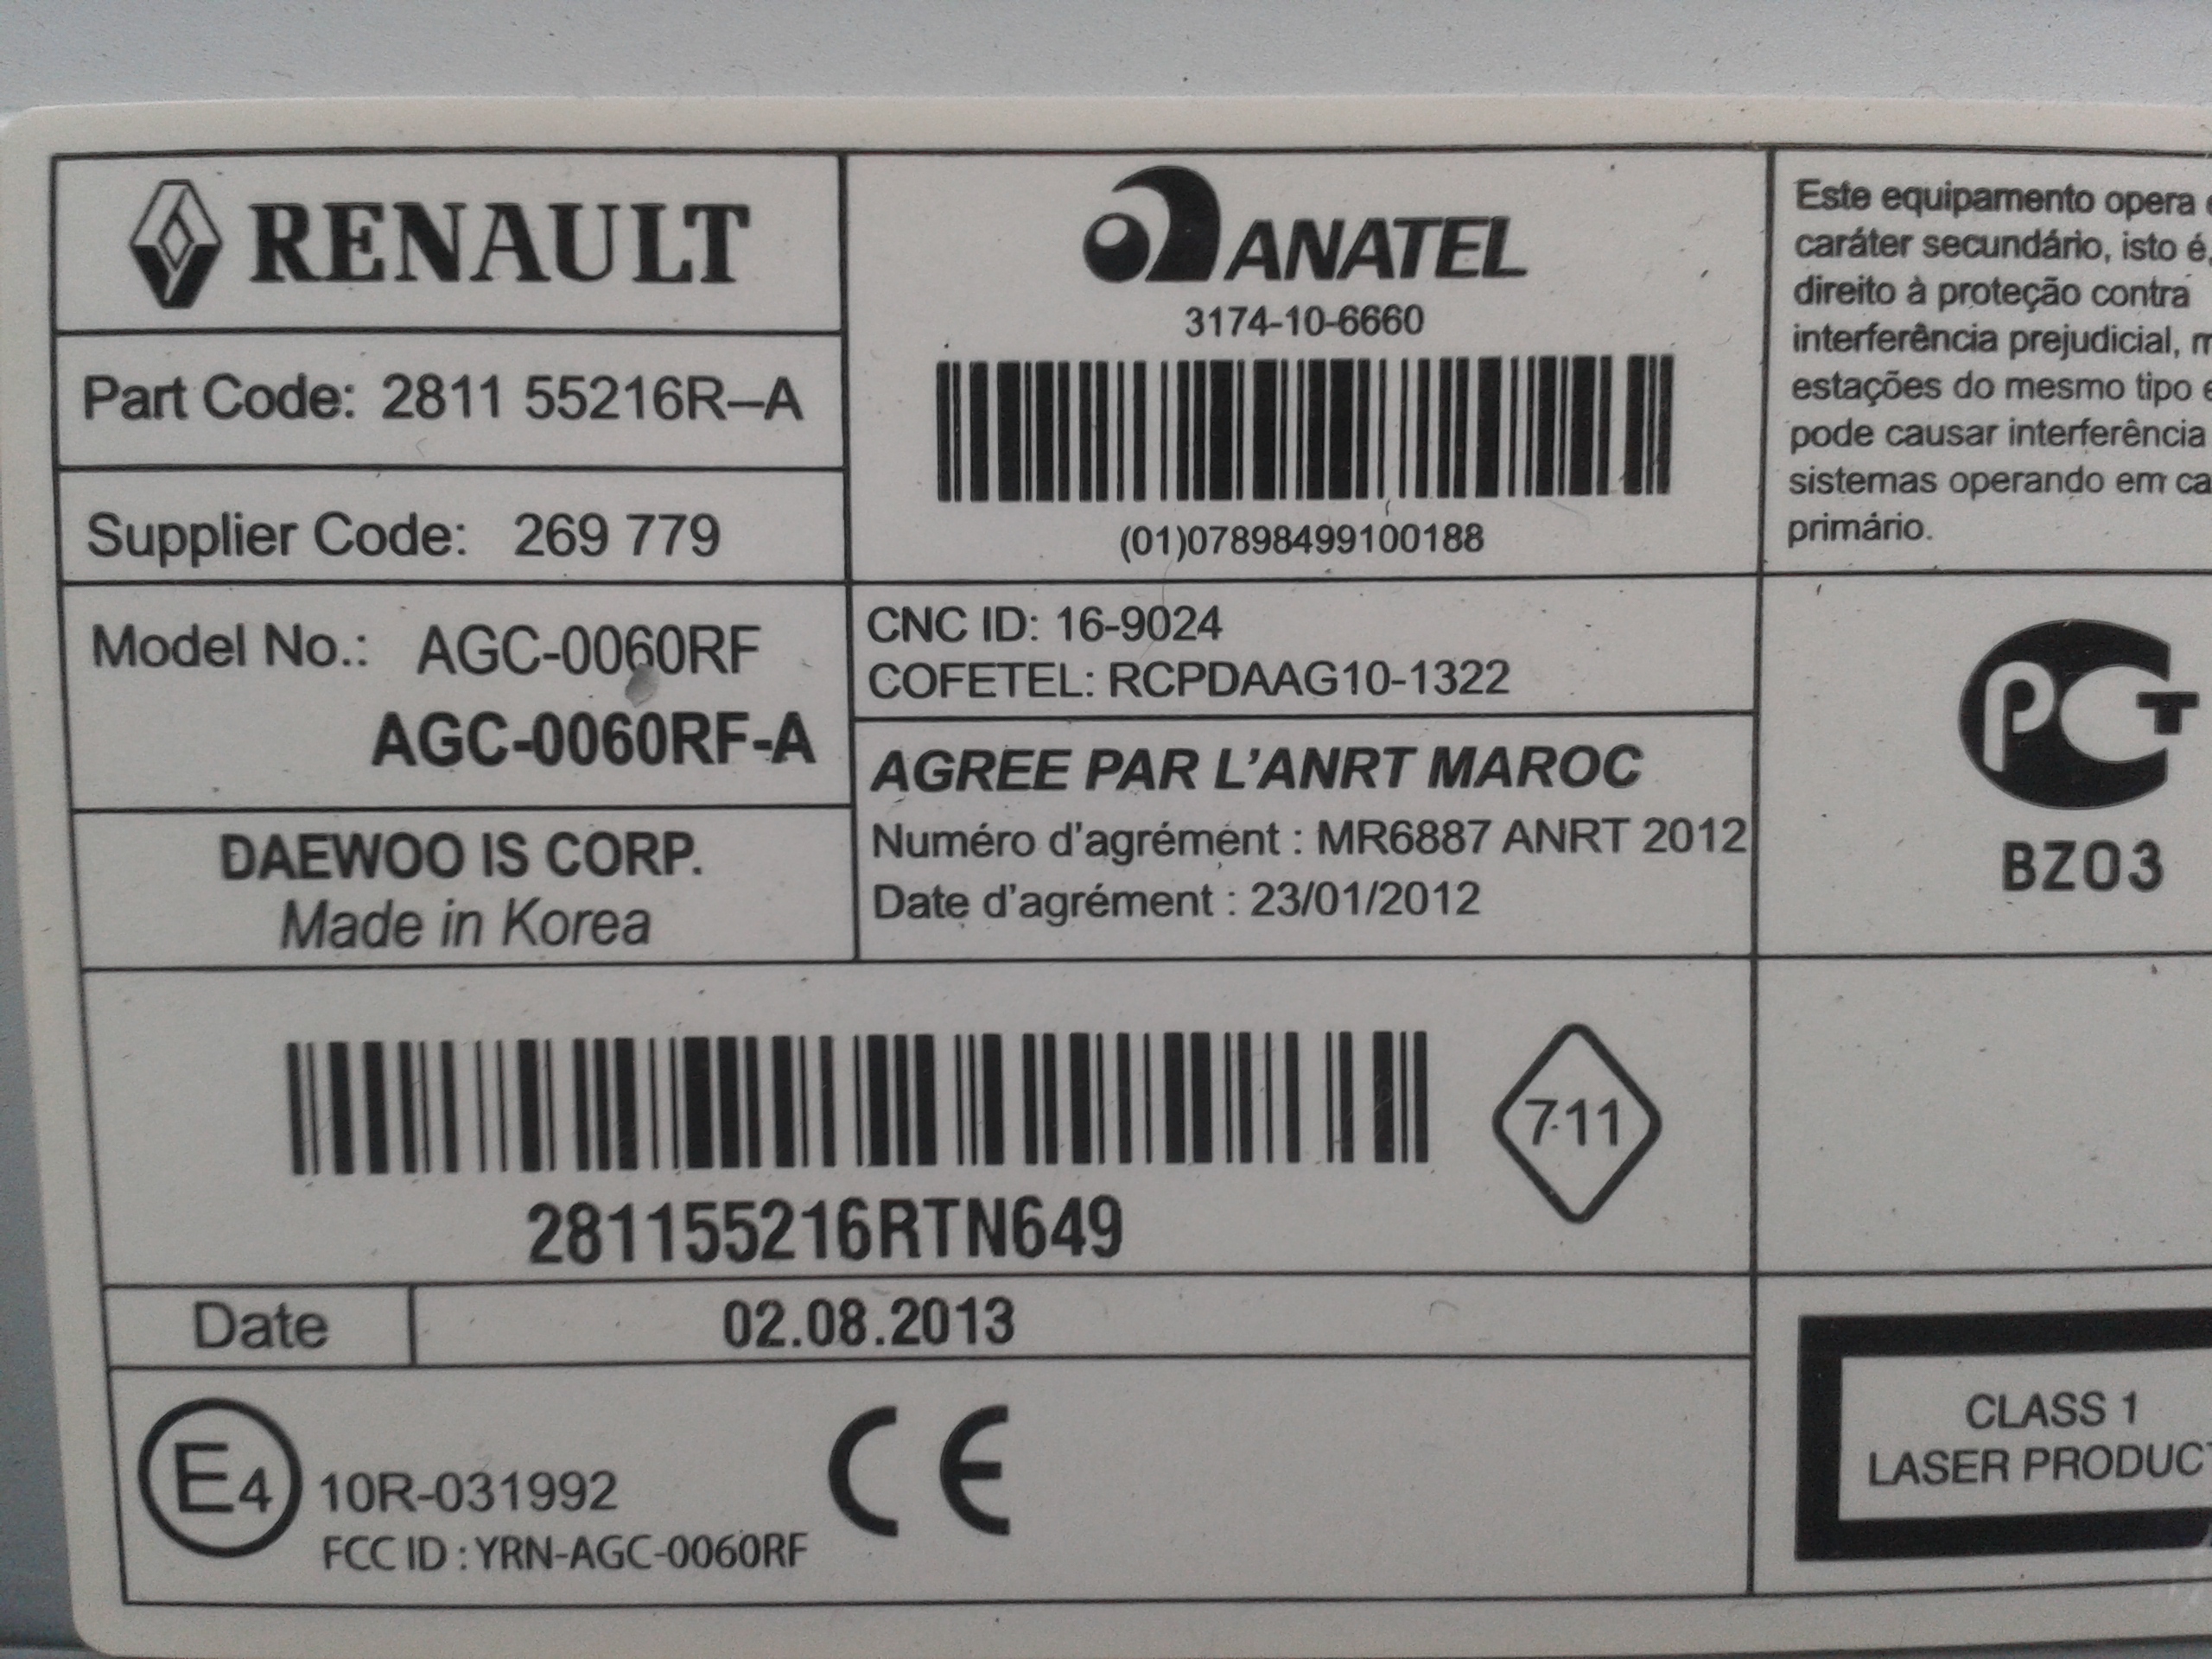 RENAULT
Part Code: 2811 55216R–A
Supplier Code: 269 779
Model No.: AGC-0060RF
AGC-0060RF-A
DAEWOO IS CORP.
Made in Korea
ANATEL
3174-10-6660
(01)07898499100188
CNC ID: 16-9024
COFETEL: RCPDAAG10-1322
AGREE PAR L'ANRT MAROC
Numéro d'agrément : MR6887 ANRT 2012
Date d'agrément : 23/01/2012
Este equipamento opera
caráter secundário, isto é,
direito à proteção contra
interferência prejudicial,
estações do mesmo tipo
pode causar interferência
sistemas operando em
primário.
PCT
BZ03
281155216RTN649
7-11
Date 02.08.2013
E4 10R-031992
FCC ID : YRN-AGC-0060RF
CE
CLASS 1
LASER PRODUCT